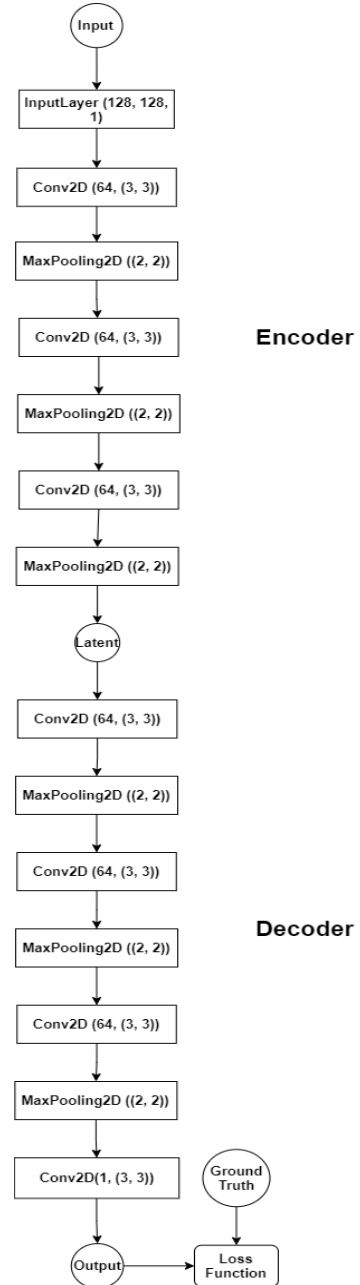 Input
InputLayer (128, 128,
1)
Conv2D (64, (3, 3))
MaxPooling2D ((2, 2))
Conv2D (64, (3, 3))
Encoder
MaxPooling2D ((2, 2))
Conv2D (64, (3, 3))
MaxPooling2D ((2, 2))
Latent
Conv2D (64, (3, 3))
MaxPooling2D ((2, 2))
Conv2D (64, (3, 3))
Decoder
MaxPooling2D ((2, 2))
Conv2D (64, (3, 3))
MaxPooling2D ((2, 2))
Conv2D(1, (3, 3))
Ground
Truth
Output
Loss
Function